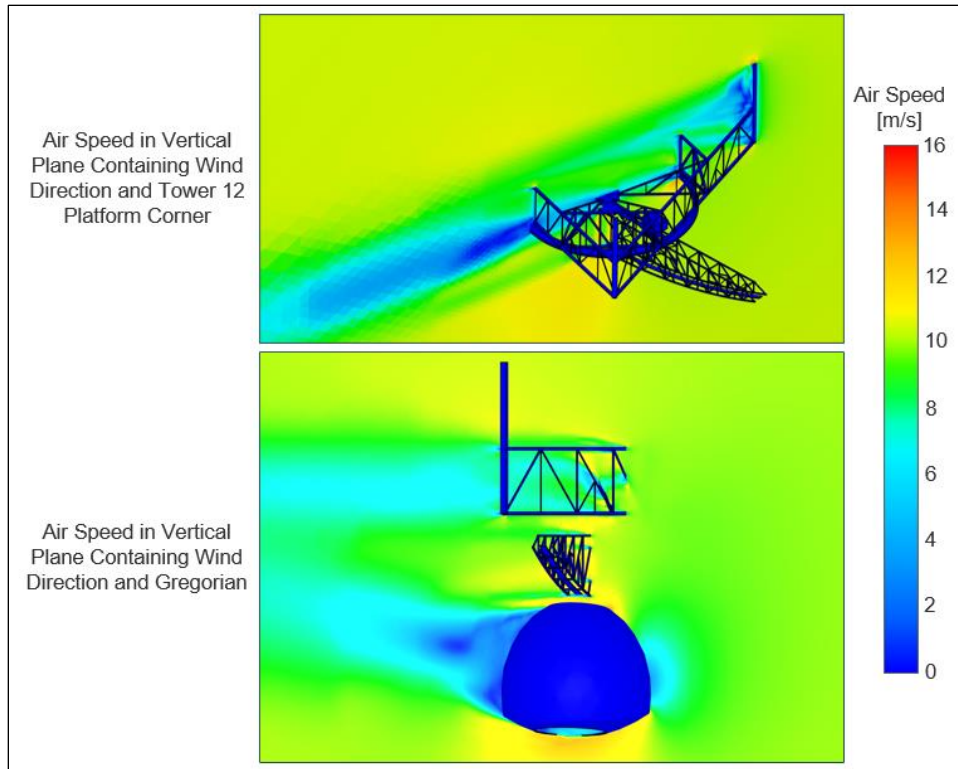 Air Speed in Vertical
Plane Containing Wind
Direction and Tower 12
Platform Corner
Air Speed
[m/s]
16
14
12
10
8
6
4
2
0
Air Speed in Vertical
Plane Containing Wind
Direction and Gregorian